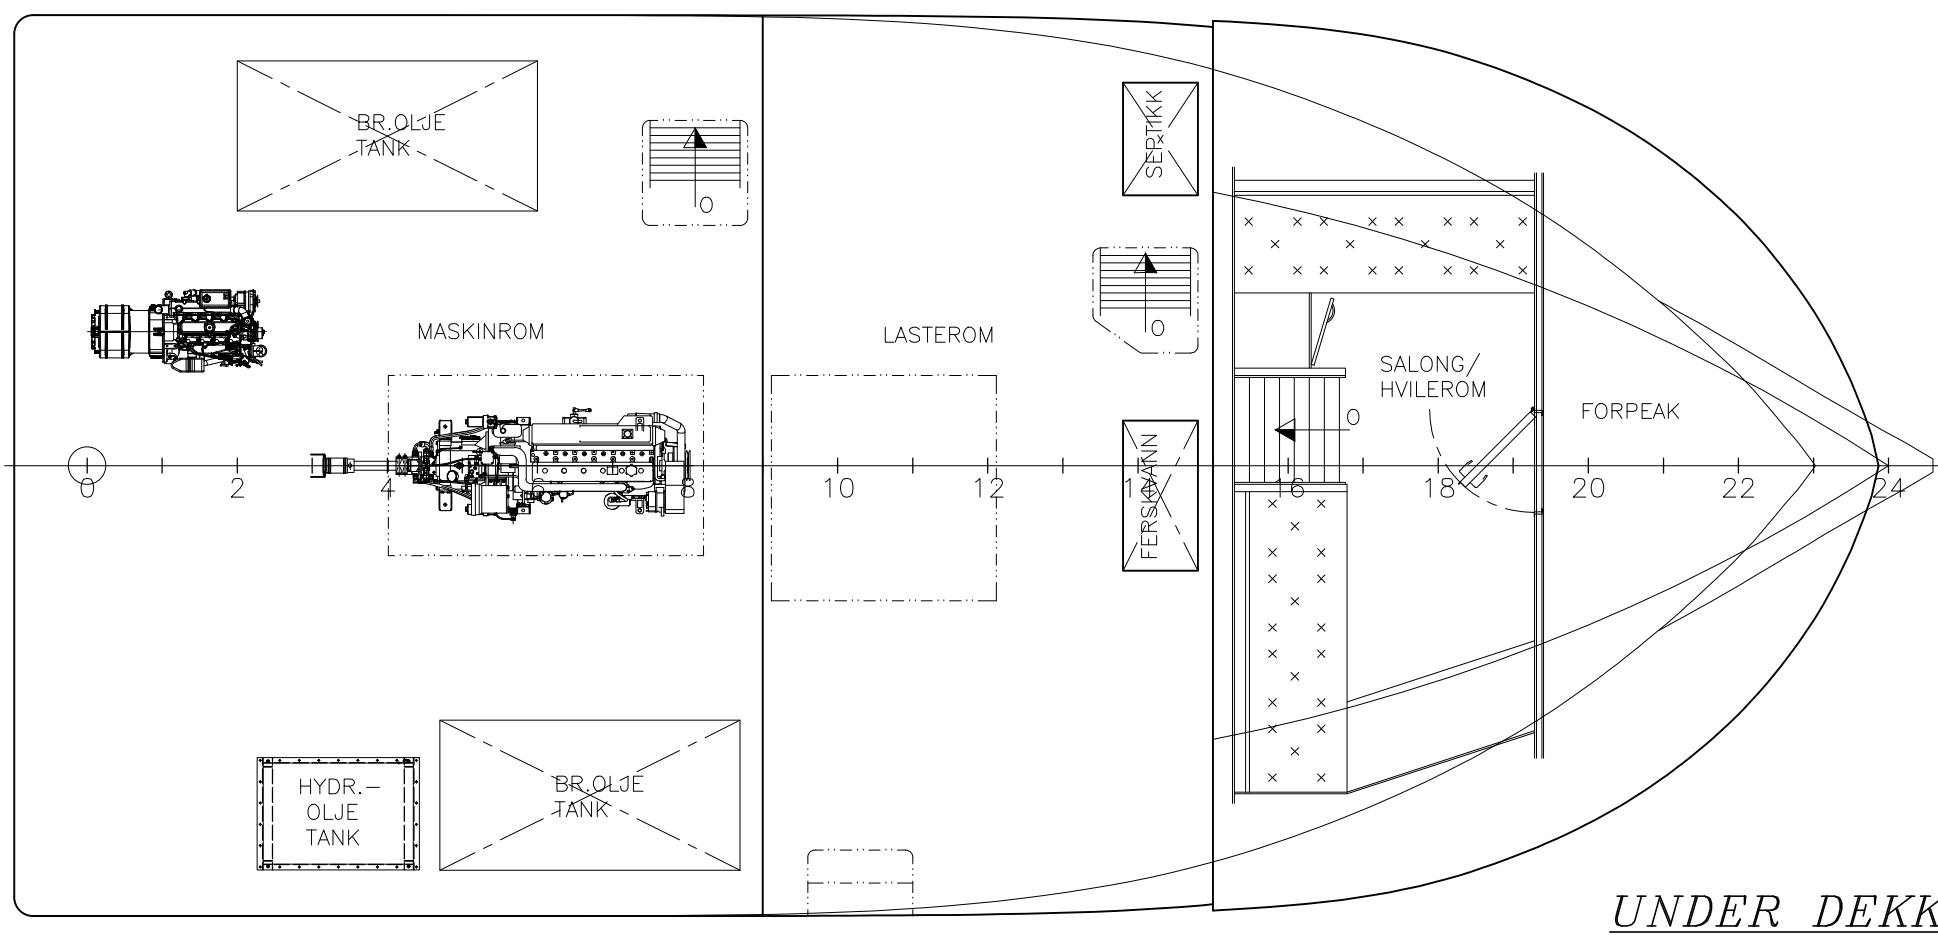 BR.OLJE
TANK
SEPTIKK
O
O
MASKINROM
LASTEROM
SALONG/
HVILEROM
O
FORPEAK
0 2 4 6 8 10 12 14 16 18 20 22 24
FERSKVANN
HYDR.-
OLJE
TANK
BR.OLJE
TANK
UNDER DEKK